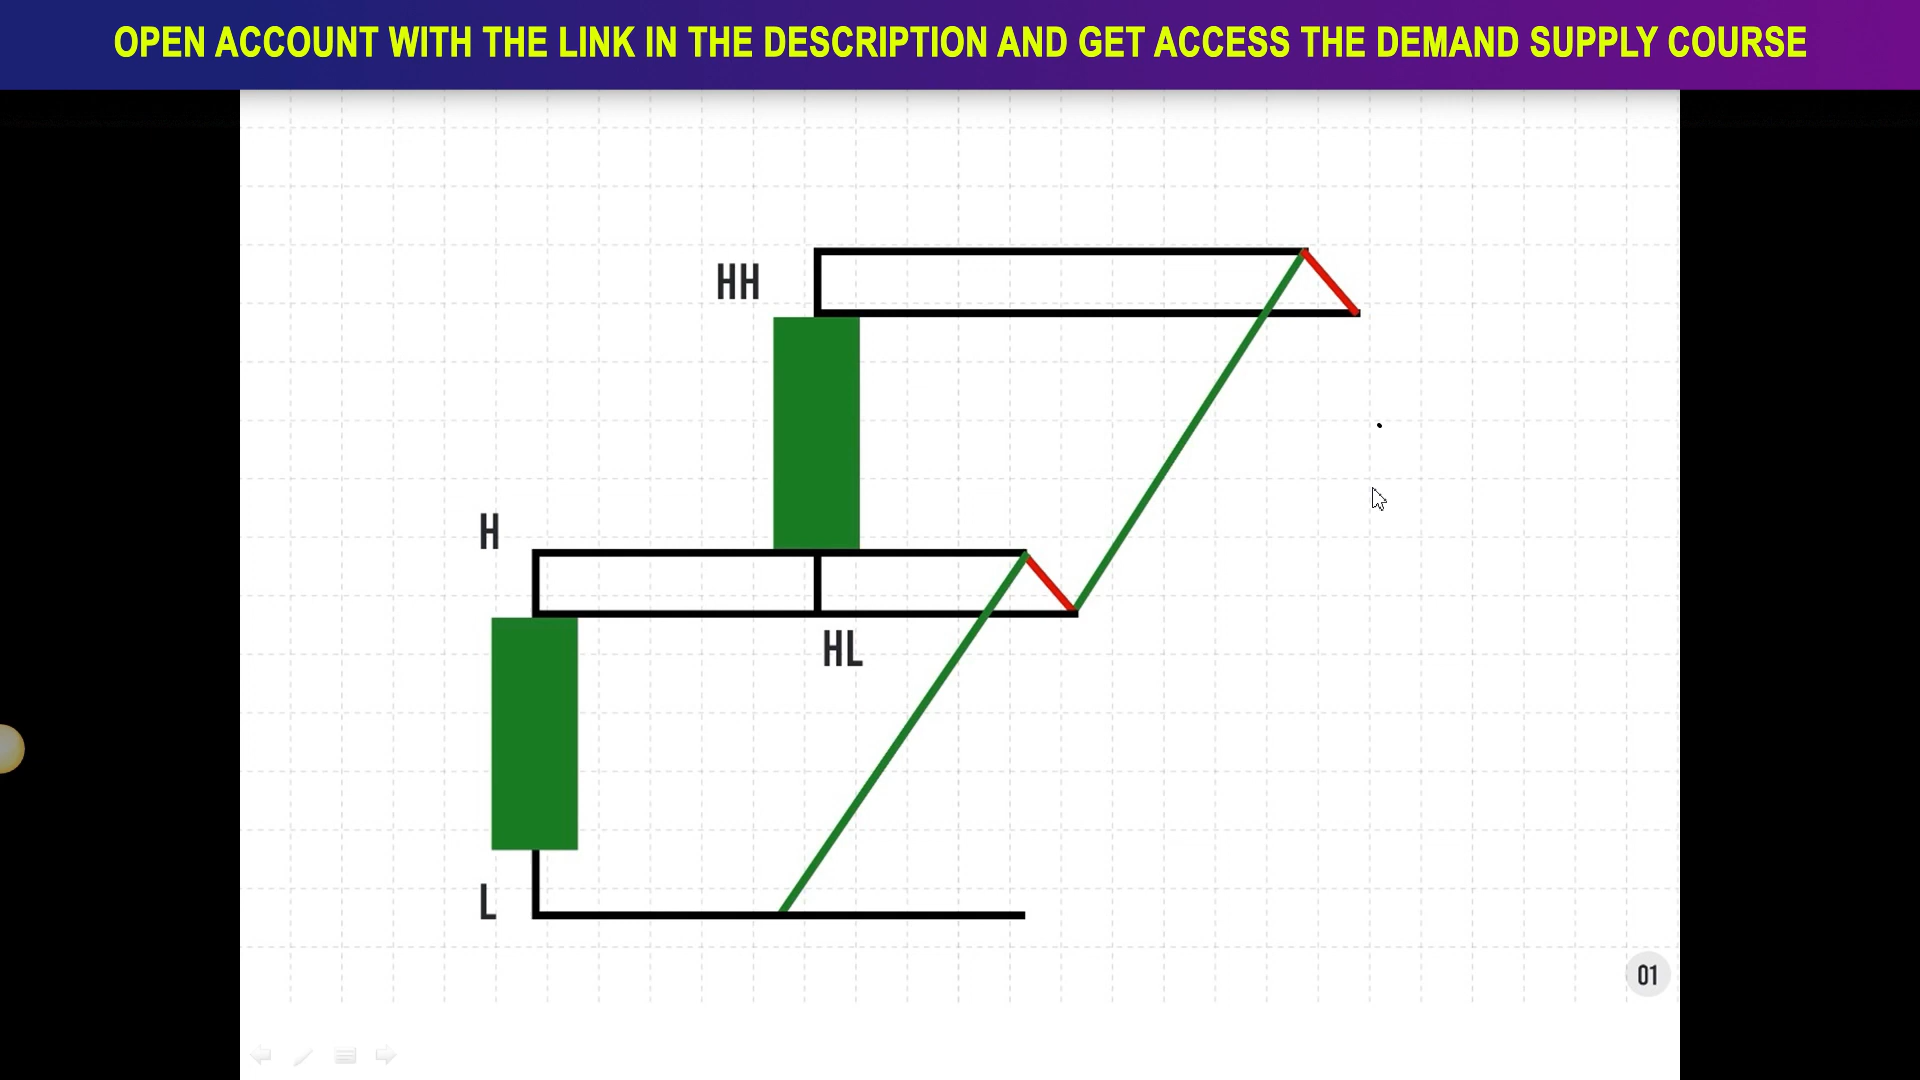 OPEN ACCOUNT WITH THE LINK IN THE DESCRIPTION AND GET ACCESS THE DEMAND SUPPLY COURSE
HH
H
HL
L
01